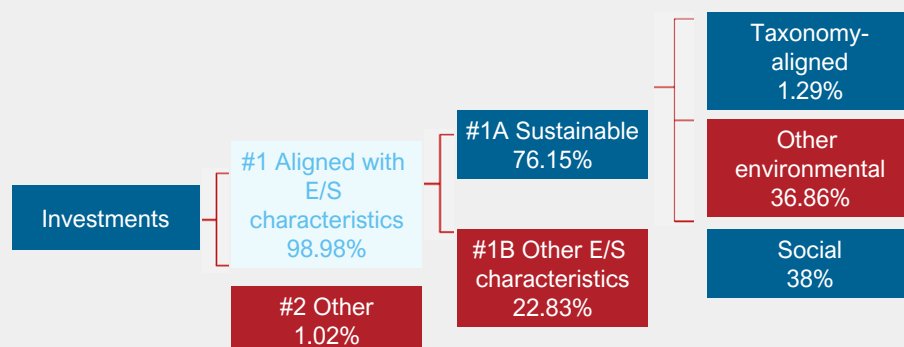 Investments
#1 Aligned with
E/S
characteristics
98.98%
#2 Other
1.02%
#1A Sustainable
76.15%
#1B Other E/S
characteristics
22.83%
Taxonomy-
aligned
1.29%
Other
environmental
36.86%
Social
38%